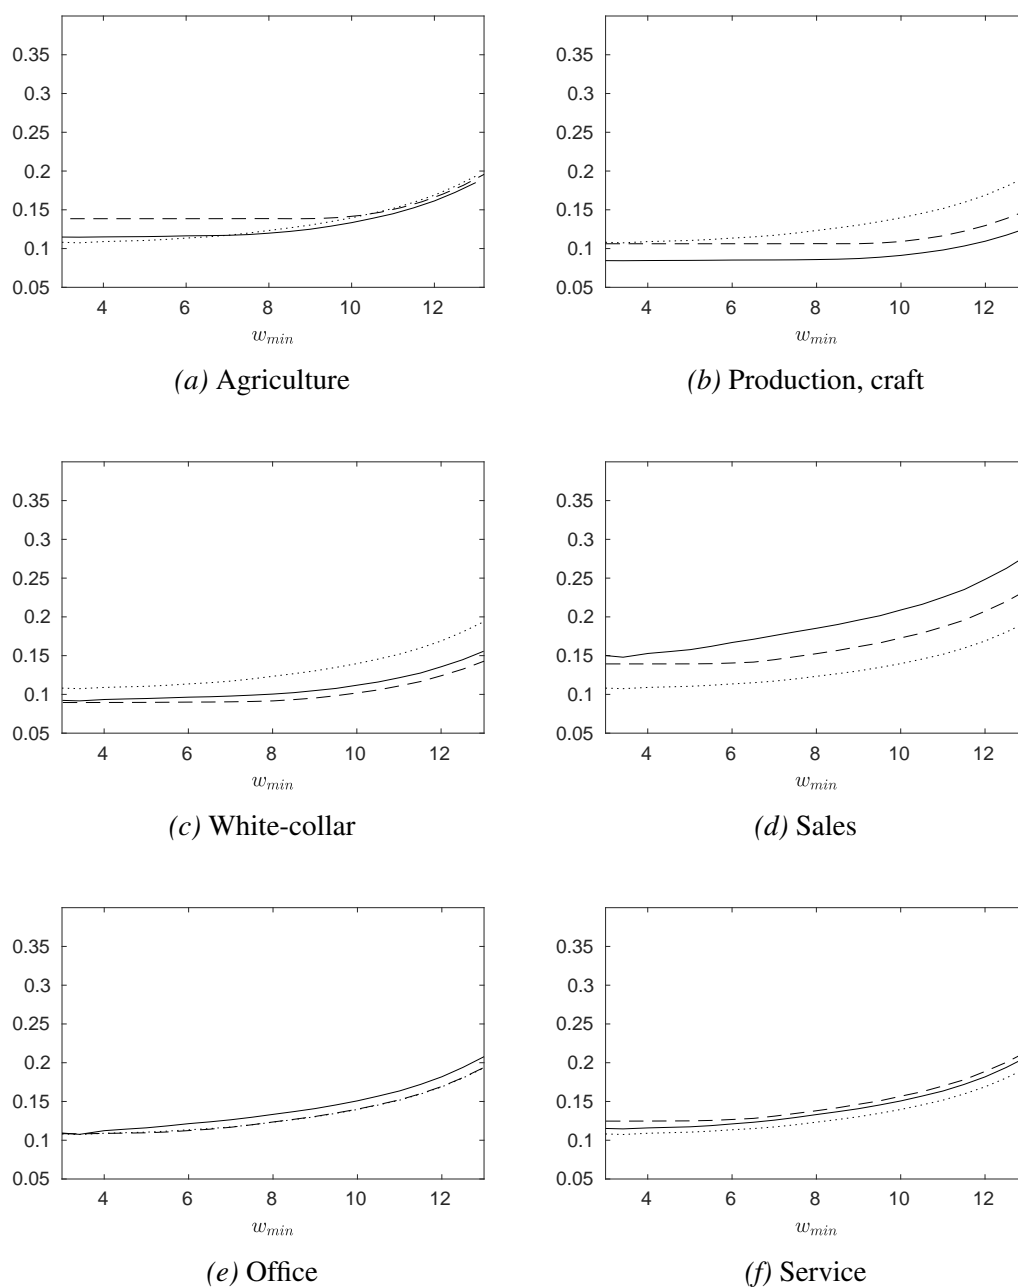 0.35
0.3
0.25
0.2
0.15
0.1
0.05
4 6 8 10 12
w_min
(a) Agriculture
0.35
0.3
0.25
0.2
0.15
0.1
0.05
4 6 8 10 12
w_min
(b) Production, craft
0.35
0.3
0.25
0.2
0.15
0.1
0.05
4 6 8 10 12
w_min
(c) White-collar
0.35
0.3
0.25
0.2
0.15
0.1
0.05
4 6 8 10 12
w_min
(d) Sales
0.35
0.3
0.25
0.2
0.15
0.1
0.05
4 6 8 10 12
w_min
(e) Office
0.35
0.3
0.25
0.2
0.15
0.1
0.05
4 6 8 10 12
w_min
(f) Service